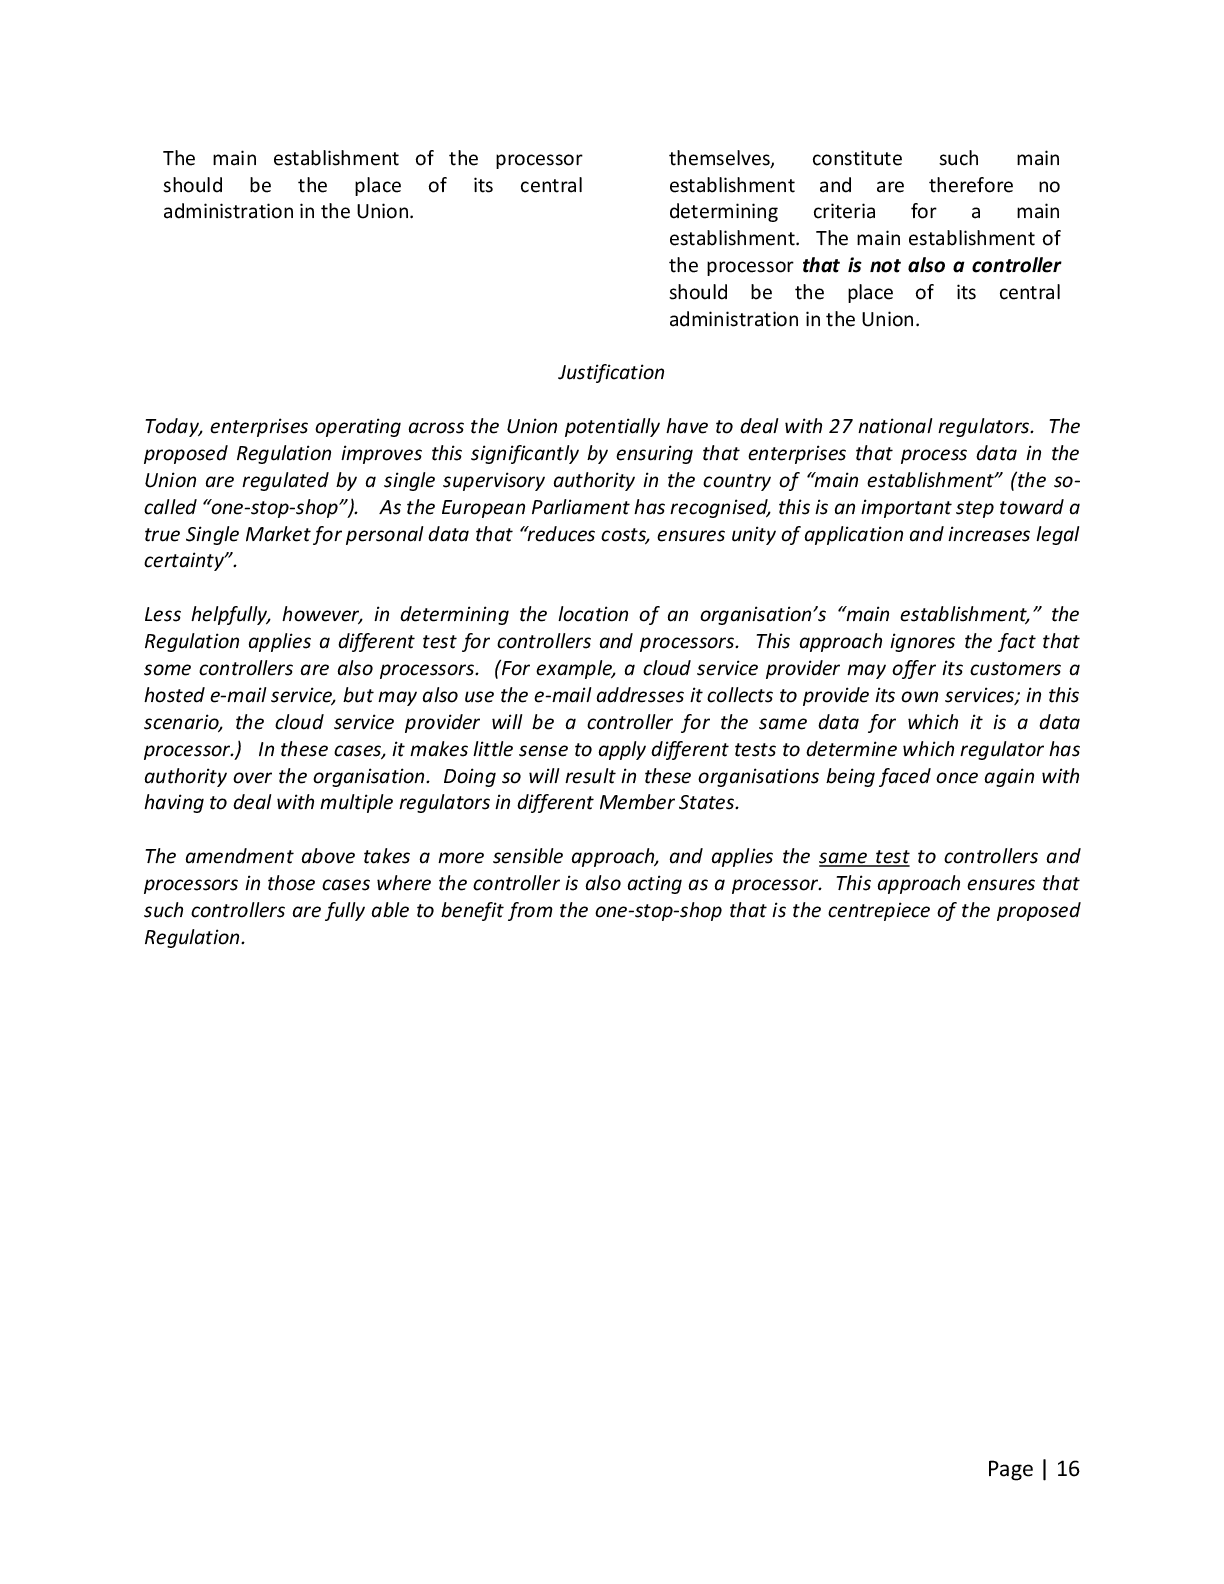 The main establishment of the processor
should be the place of its central
administration in the Union.
themselves, constitute such main
establishment and are therefore no
determining criteria for a main
establishment. The main establishment of
the processor that is not also a controller
should be the place of its central
administration in the Union.
Justification
Today, enterprises operating across the Union potentially have to deal with 27 national regulators. The
proposed Regulation improves this significantly by ensuring that enterprises that process data in the
Union are regulated by a single supervisory authority in the country of “main establishment” (the so-
called “one-stop-shop”). As the European Parliament has recognised, this is an important step toward a
true Single Market for personal data that “reduces costs, ensures unity of application and increases legal
certainty”.
Less helpfully, however, in determining the location of an organisation’s “main establishment,” the
Regulation applies a different test for controllers and processors. This approach ignores the fact that
some controllers are also processors. (For example, a cloud service provider may offer its customers a
hosted e-mail service, but may also use the e-mail addresses it collects to provide its own services; in this
scenario, the cloud service provider will be a controller for the same data for which it is a data
processor.) In these cases, it makes little sense to apply different tests to determine which regulator has
authority over the organisation. Doing so will result in these organisations being faced once again with
having to deal with multiple regulators in different Member States.
The amendment above takes a more sensible approach, and applies the same test to controllers and
processors in those cases where the controller is also acting as a processor. This approach ensures that
such controllers are fully able to benefit from the one-stop-shop that is the centrepiece of the proposed
Regulation.
Page | 16